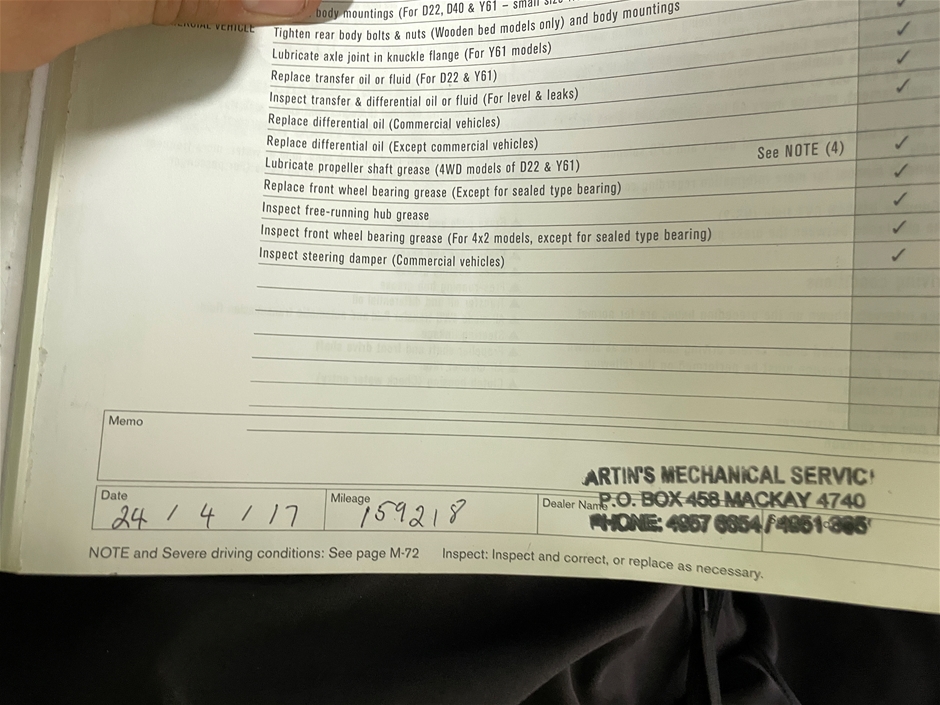 body mountings (For D22, D40 & Y61 – small size
VEHICLE
Tighten rear body bolts & nuts (Wooden bed models only) and body mountings ✓
Lubricate axle joint in knuckle flange (For Y61 models) ✓
Replace transfer oil or fluid (For D22 & Y61) ✓
Inspect transfer & differential oil or fluid (For level & leaks)
Replace differential oil (Commercial vehicles)
Replace differential oil (Except commercial vehicles) See NOTE (4) ✓
Lubricate propeller shaft grease (4WD models of D22 & Y61) ✓
Replace front wheel bearing grease (Except for sealed type bearing) ✓
Inspect free-running hub grease
Inspect front wheel bearing grease (For 4x2 models, except for sealed type bearing) ✓
Inspect steering damper (Commercial vehicles)
Memo
ARTIN'S MECHANICAL SERVIC
P.O. BOX 458 MACKAY 4740
PHONE: 4957 6654 / 4951
Date 24 / 4 / 17
Mileage 159218
Dealer Name
NOTE and Severe driving conditions: See page M-72 Inspect: Inspect and correct, or replace as necessary.